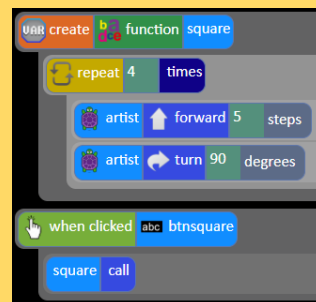 VAR create b a dce function square
repeat 4 times
artist forward 5 steps
artist turn 90 degrees
when clicked abc btnsquare
square call